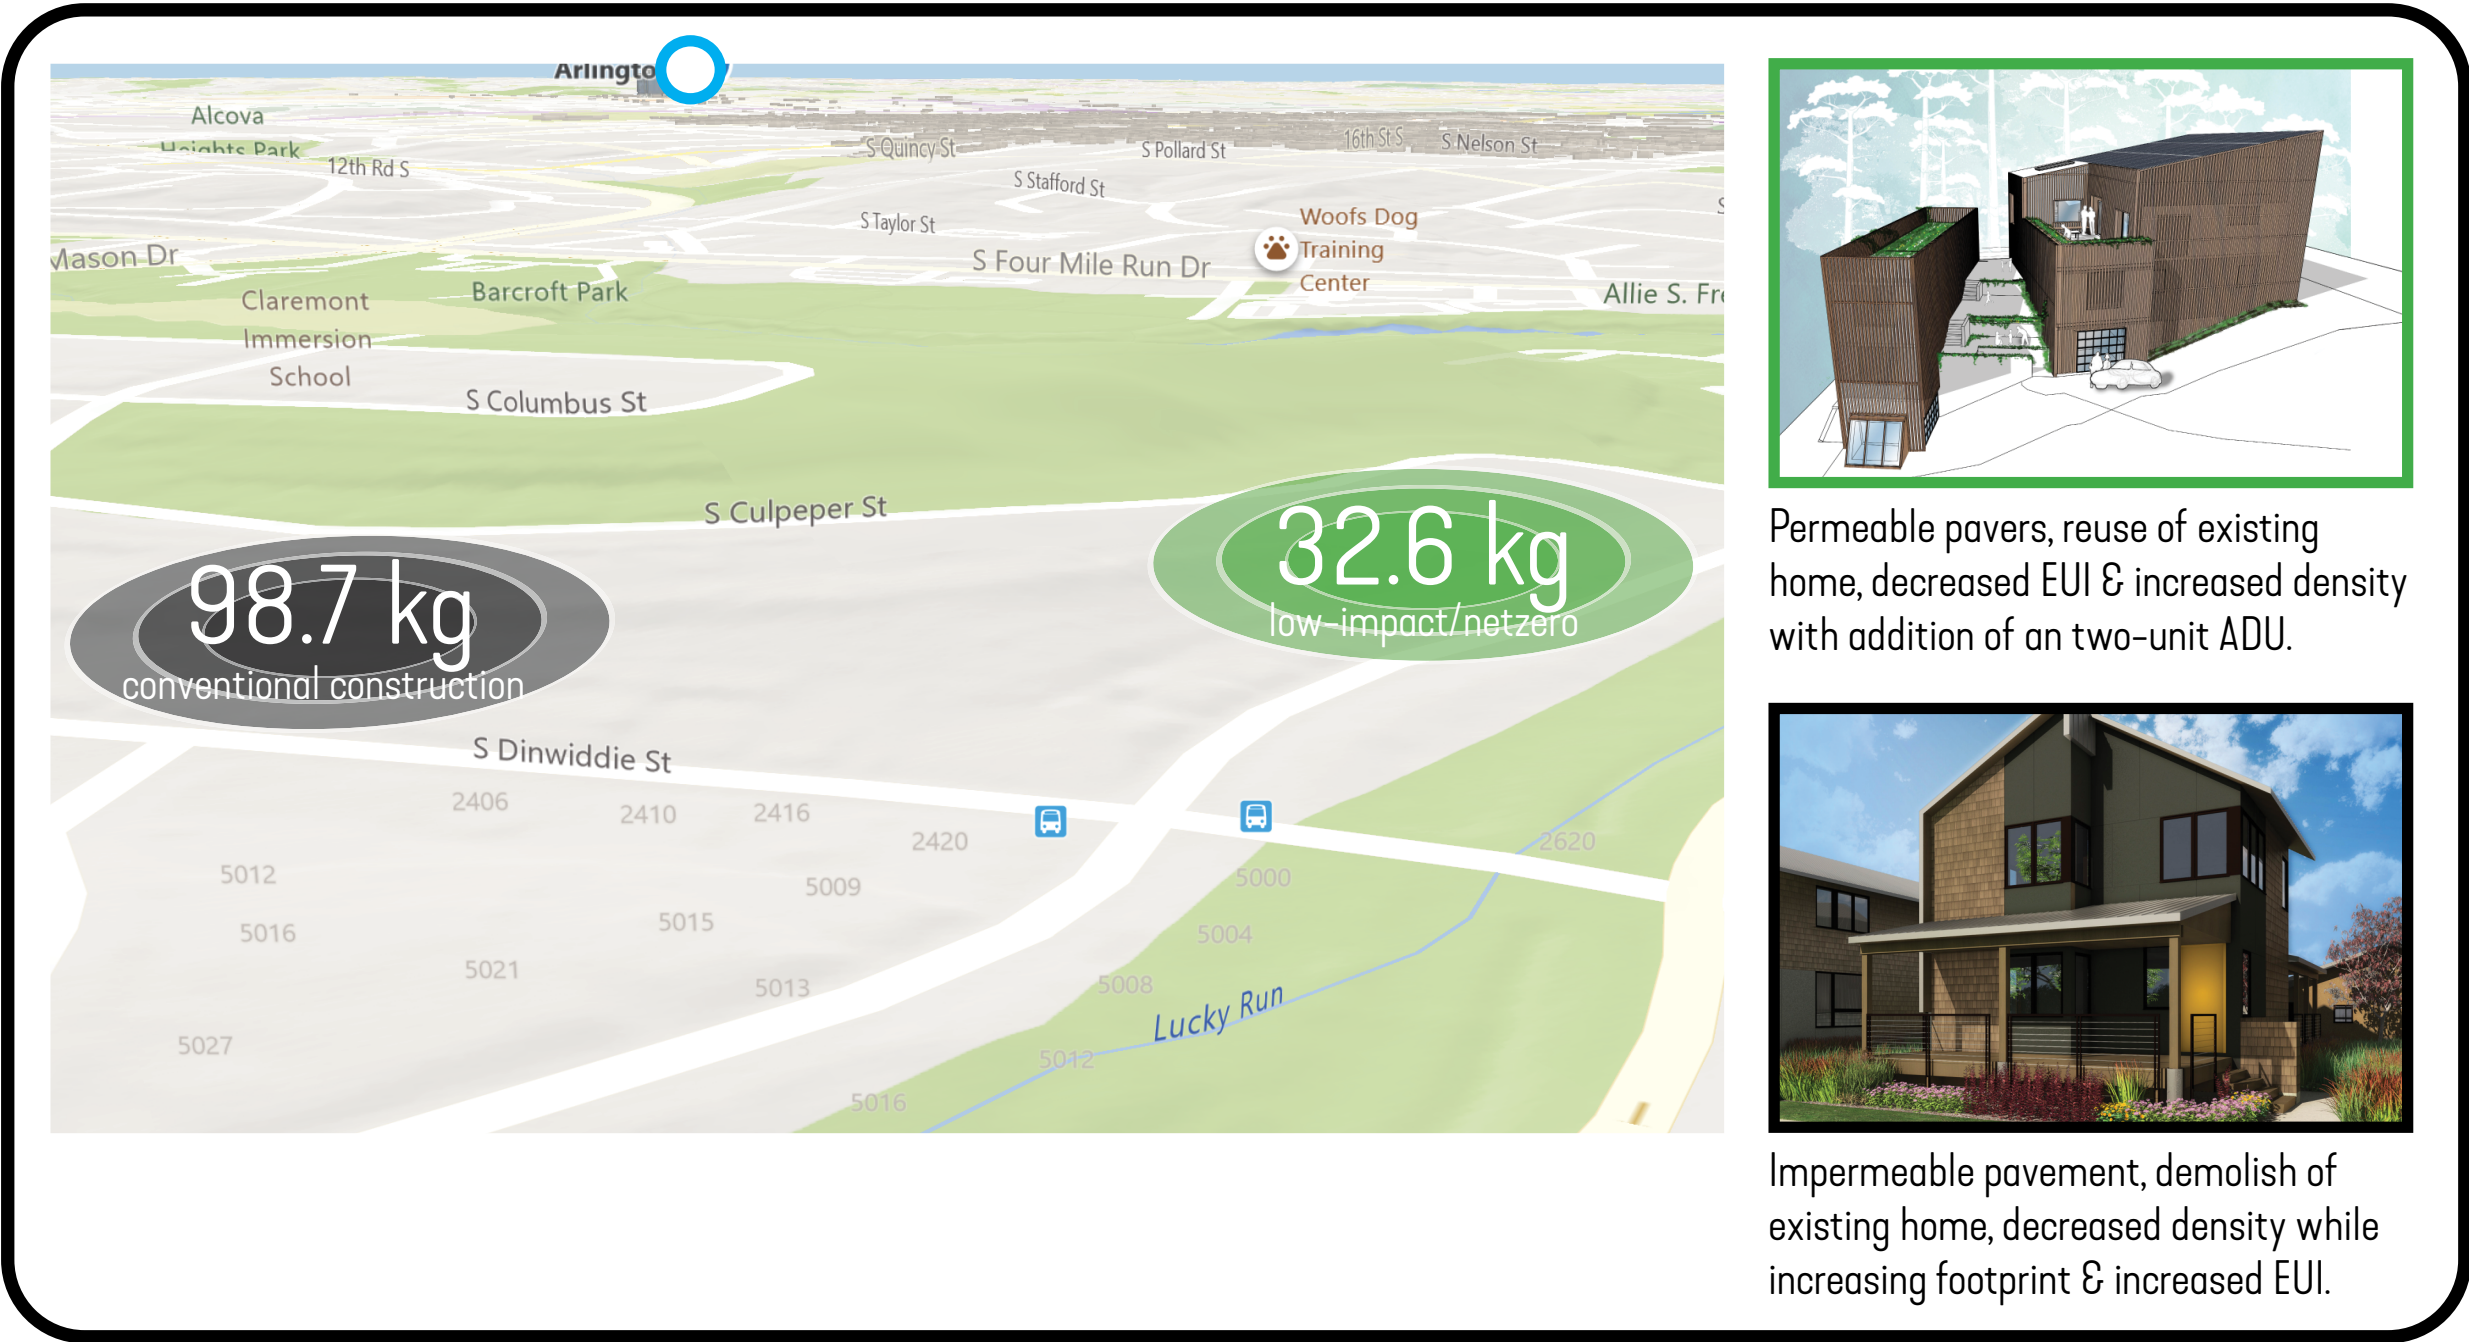 Arlingto
Alcova
Heights Park
12th Rd S
S Quincy St
S Pollard St
16th St S
S Nelson St
S Stafford St
S Taylor St
Woofs Dog
Training
Center
Mason Dr
S Four Mile Run Dr
Claremont
Immersion
School
Barcroft Park
Allie S. Fre
S Columbus St
S Culpeper St
98.7 kg
conventional construction
32.6 kg
low-impact/netzero
S Dinwiddie St
2406
2410
2416
2420
2620
5012
5009
5000
5016
5015
5004
5021
5013
5008
Lucky Run
5027
5012
5016
Permeable pavers, reuse of existing
home, decreased EUI & increased density
with addition of an two-unit ADU.
Impermeable pavement, demolish of
existing home, decreased density while
increasing footprint & increased EUI.